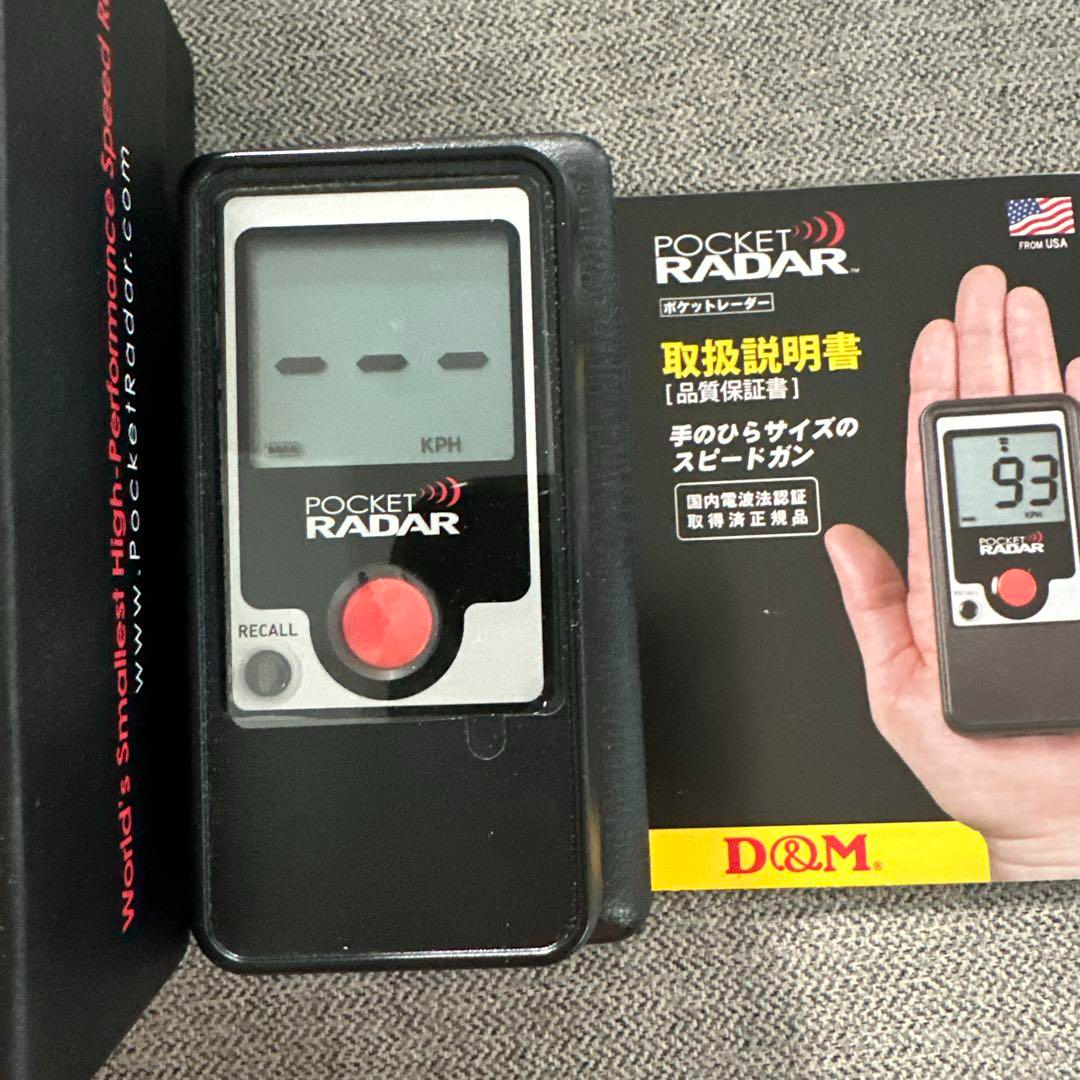 World's Smallest High-Performance Speed
www.PocketRadar.com
- - -
KPH
POCKET
RADAR
RECALL
POCKET
RADAR™
FROM USA
ポケットレーダー
取扱説明書
[品質保証書]
手のひらサイズの
スピードガン
国内電波法認証
取得済正規品
93
KPH
POCKET
RADAR
RECALL
D&M®